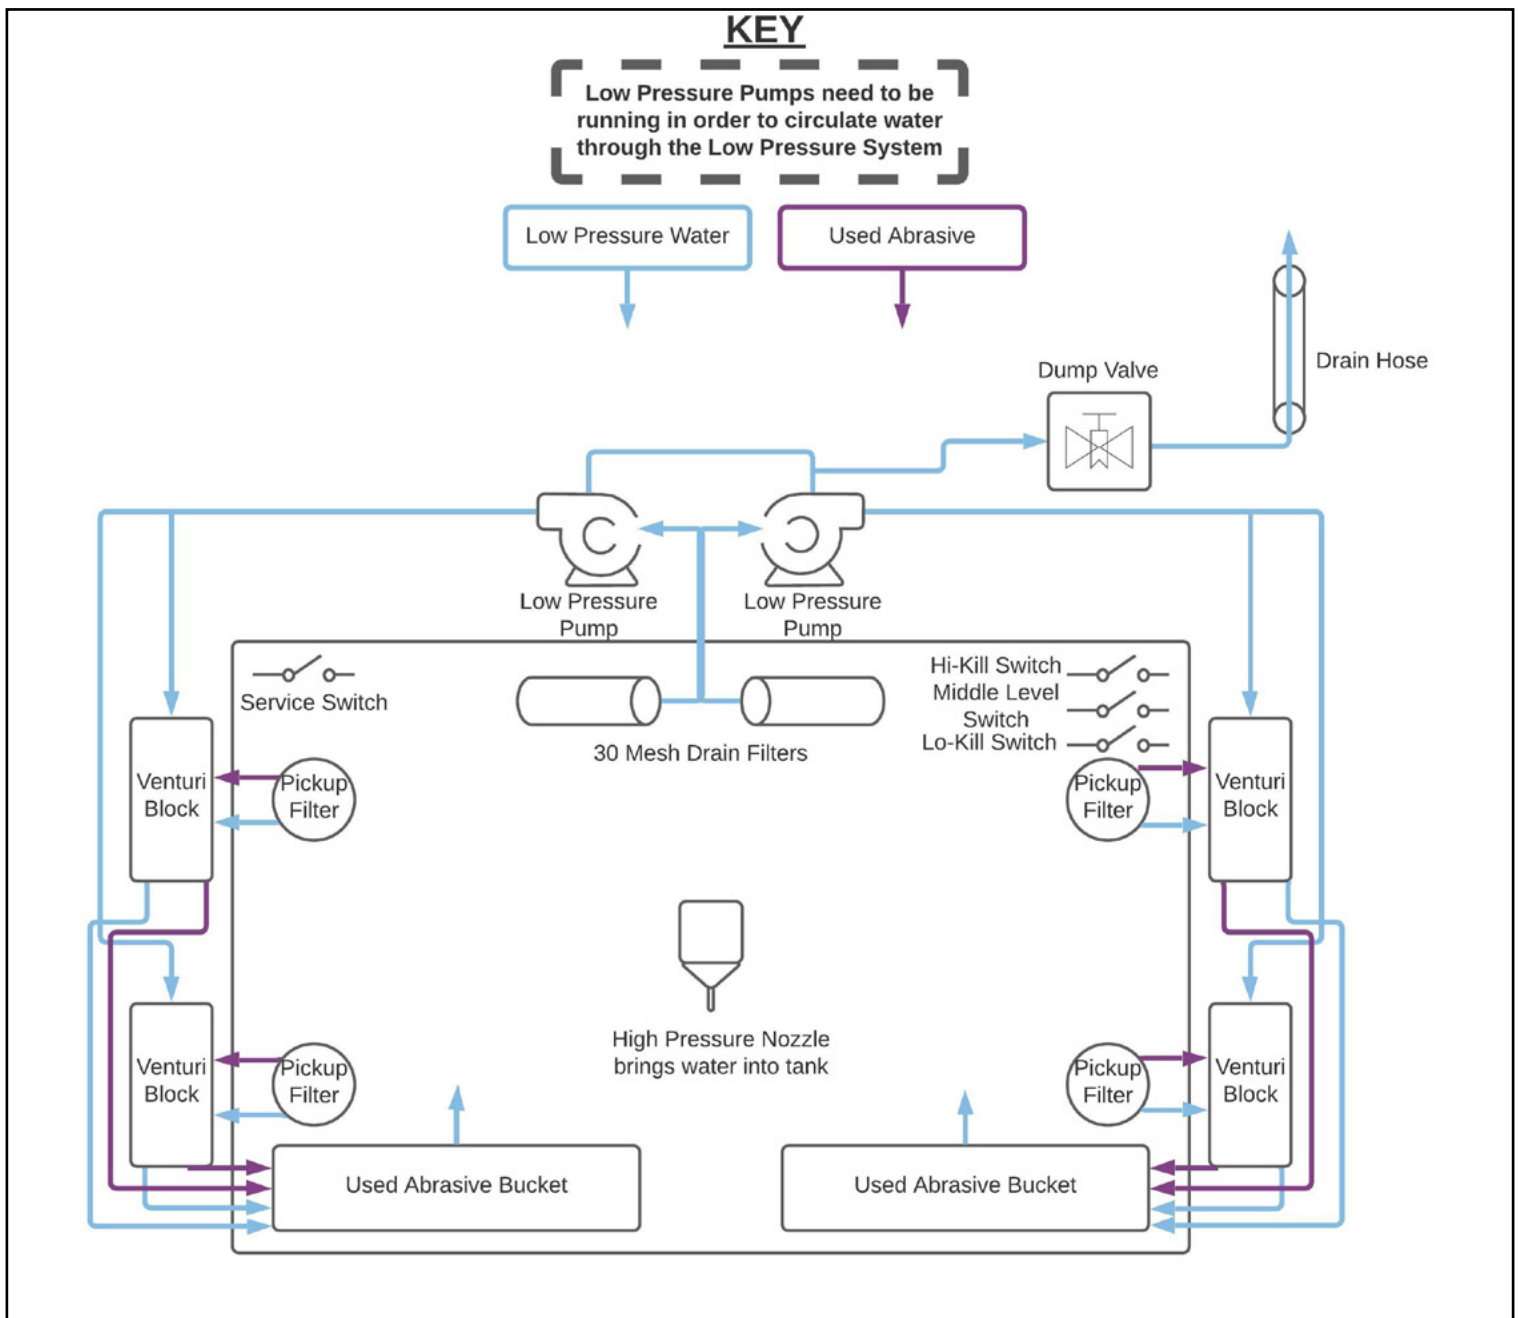 KEY
Low Pressure Pumps need to be
running in order to circulate water
through the Low Pressure System
Low Pressure Water
Used Abrasive
Dump Valve
Drain Hose
Low Pressure
Pump
Low Pressure
Pump
Service Switch
Hi-Kill Switch
Middle Level
Switch
Lo-Kill Switch
30 Mesh Drain Filters
Venturi
Block
Pickup
Filter
Pickup
Filter
Venturi
Block
High Pressure Nozzle
brings water into tank
Venturi
Block
Pickup
Filter
Pickup
Filter
Venturi
Block
Used Abrasive Bucket
Used Abrasive Bucket